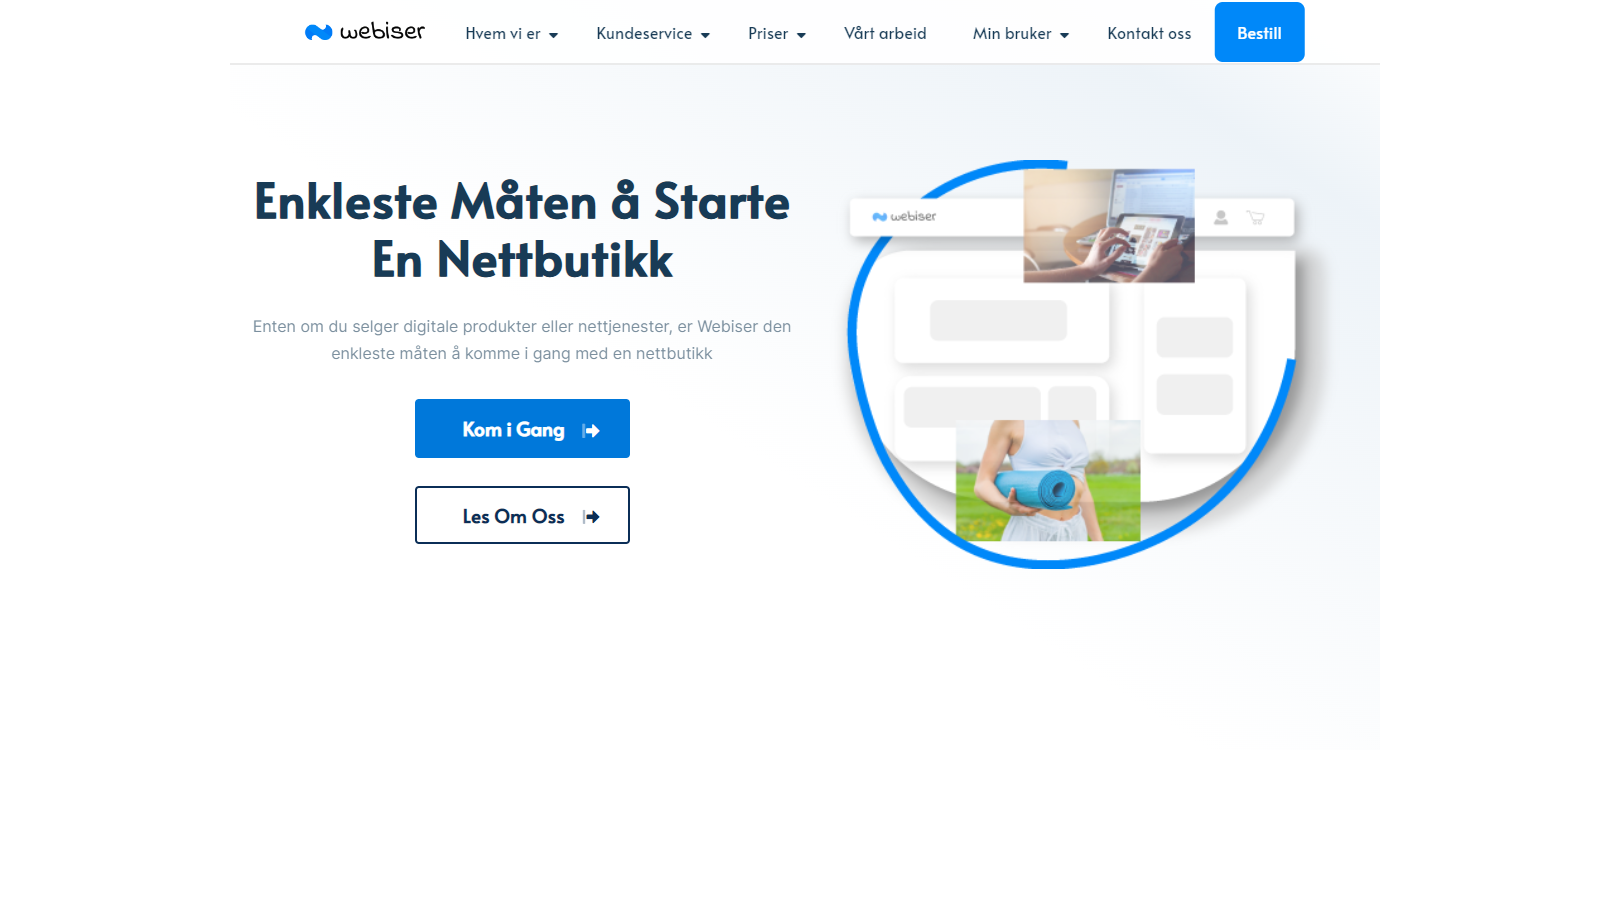 webiser
Hvem vi er
Kundeservice
Priser
Vårt arbeid
Min bruker
Kontakt oss
Bestill
Enkleste Måten å Starte
En Nettbutikk
Enten om du selger digitale produkter eller nettjenester, er Webiser den
enkleste måten å komme i gang med en nettbutikk
Kom i Gang
Les Om Oss
webiser